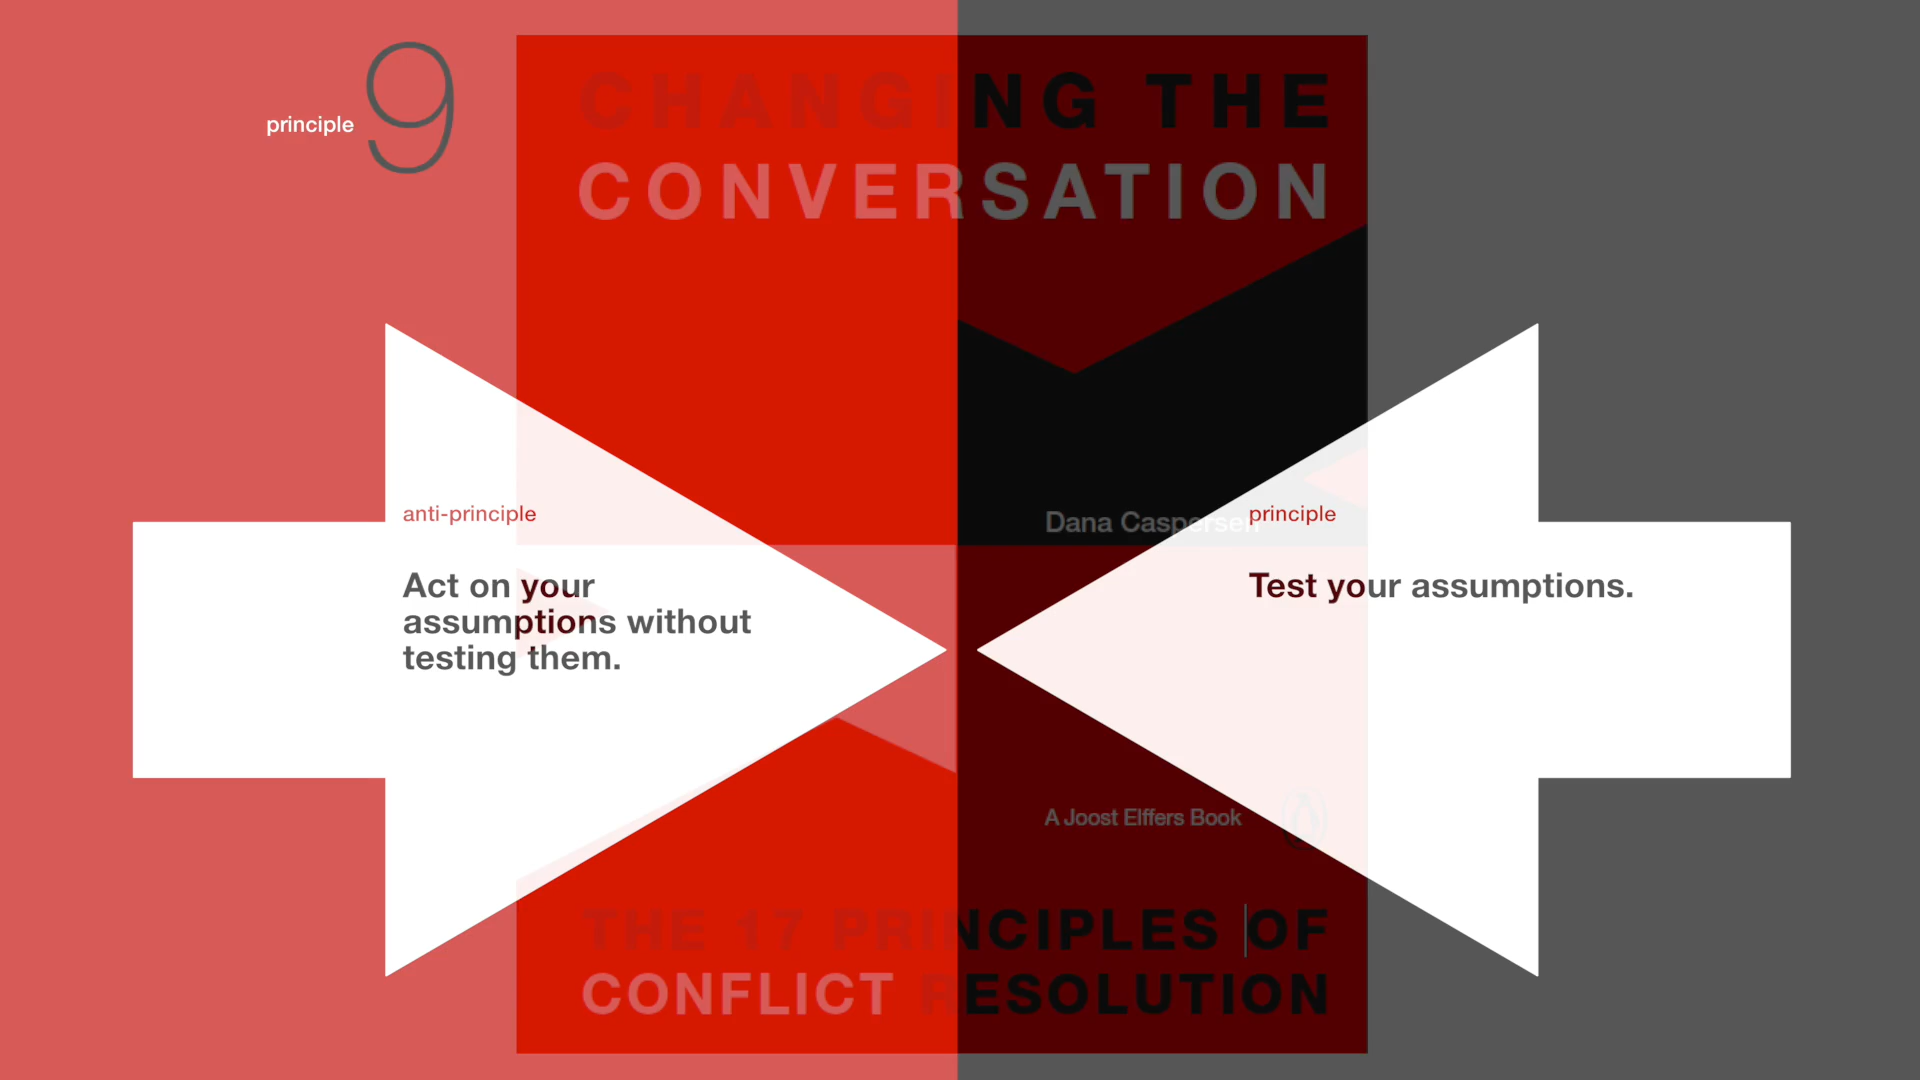 principle 9
CHANGING THE
CONVERSATION
Dana Caspersen
anti-principle
Act on your
assumptions without
testing them.
principle
Test your assumptions.
A Joost Elffers Book
THE 17 PRINCIPLES OF
CONFLICT RESOLUTION